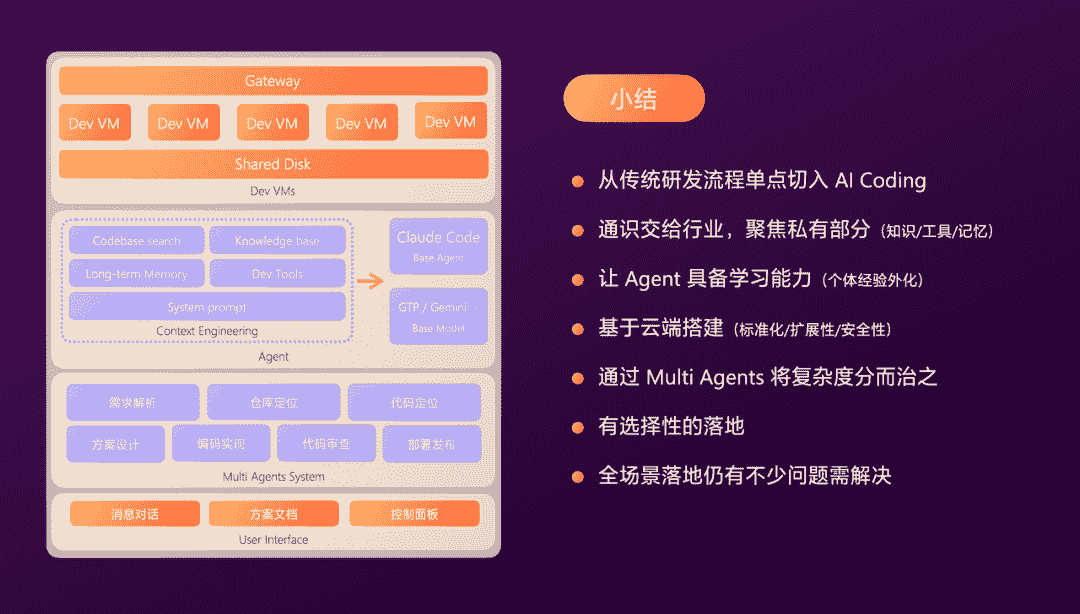 Gateway
Dev VM
Dev VM
Dev VM
Dev VM
Dev VM
Shared Disk
Dev VMs
Codebase search
Knowledge base
Long-term Memory
Dev Tools
System prompt
Context Engineering
Claude Code
Base Agent
GTP / Gemini…
Base Model
Agent
需求解析
仓库定位
代码定位
方案设计
编码实现
代码审查
部署发布
Multi Agents System
消息对话
方案文档
控制面板
User Interface
小结
从传统研发流程单点切入 AI Coding
通识交给行业，聚焦私有部分（知识/工具/记忆）
让 Agent 具备学习能力（个体经验外化）
基于云端搭建（标准化/扩展性/安全性）
通过 Multi Agents 将复杂度分而治之
有选择性的落地
全场景落地仍有不少问题需解决